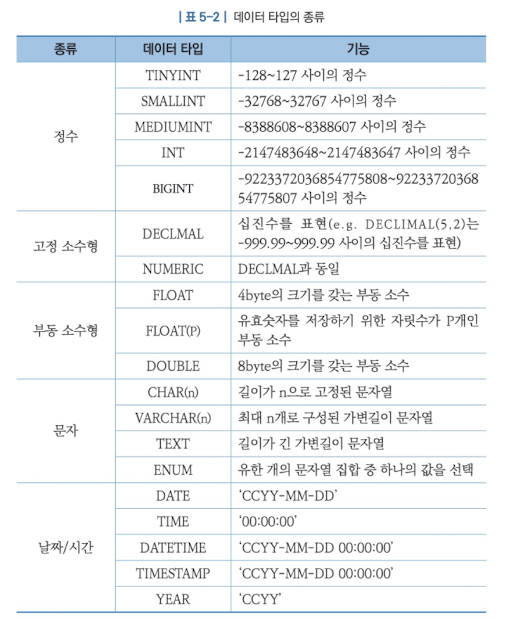 | 표 5-2 | 데이터 타입의 종류
종류 데이터 타입 기능
정수
TINYINT -128~127 사이의 정수
SMALLINT -32768~32767 사이의 정수
MEDIUMINT -8388608~8388607 사이의 정수
INT -2147483648~2147483647 사이의 정수
BIGINT -9223372036854775808~92233720368
54775807 사이의 정수
고정 소수형
DECLMAL 십진수를 표현(e.g. DECLIMAL(5,2)는
-999.99~999.99 사이의 십진수를 표현)
NUMERIC DECLMAL과 동일
부동 소수형
FLOAT 4byte의 크기를 갖는 부동 소수
FLOAT(P) 유효숫자를 저장하기 위한 자릿수가 P개인
부동 소수
DOUBLE 8byte의 크기를 갖는 부동 소수
문자
CHAR(n) 길이가 n으로 고정된 문자열
VARCHAR(n) 최대 n개로 구성된 가변길이 문자열
TEXT 길이가 긴 가변길이 문자열
ENUM 유한 개의 문자열 집합 중 하나의 값을 선택
날짜/시간
DATE ‘CCYY-MM-DD’
TIME ‘00:00:00’
DATETIME ‘CCYY-MM-DD 00:00:00’
TIMESTAMP ‘CCYY-MM-DD 00:00:00’
YEAR ‘CCYY’